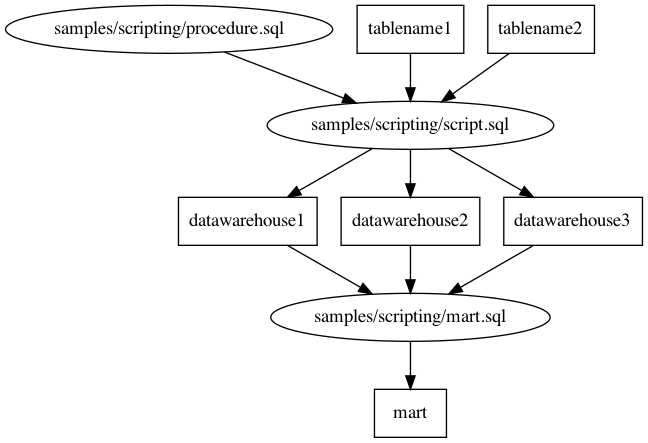 samples/scripting/procedure.sql
tablename1
tablename2
samples/scripting/script.sql
datawarehouse1
datawarehouse2
datawarehouse3
samples/scripting/mart.sql
mart